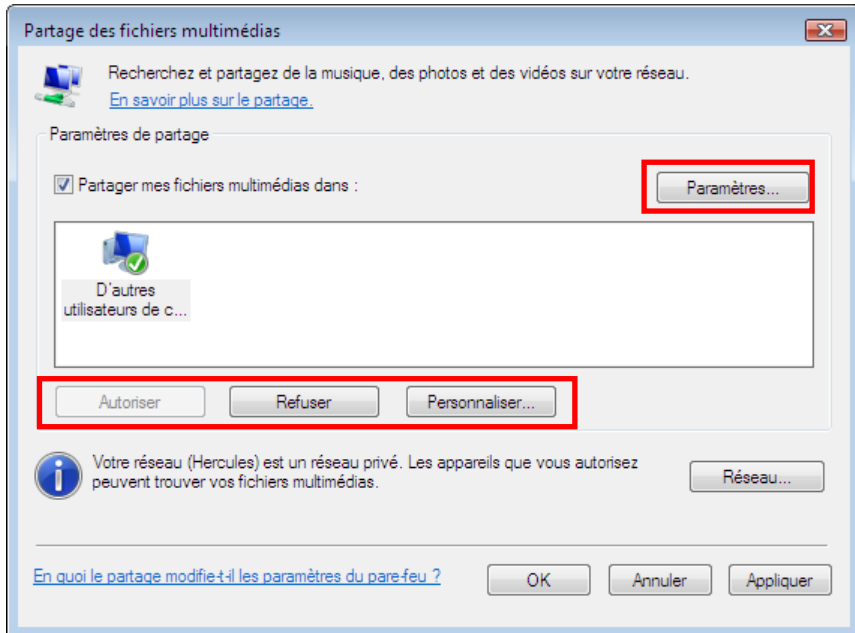 Partage des fichiers multimédias
Recherchez et partagez de la musique, des photos et des vidéos sur votre réseau.
En savoir plus sur le partage.
Paramètres de partage
Partager mes fichiers multimédias dans :
Paramètres...
D'autres
utilisateurs de c...
Autoriser Refuser Personnaliser...
Votre réseau (Hercules) est un réseau privé. Les appareils que vous autorisez
peuvent trouver vos fichiers multimédias.
Réseau...
En quoi le partage modifie-t-il les paramètres du pare-feu ?
OK Annuler Appliquer